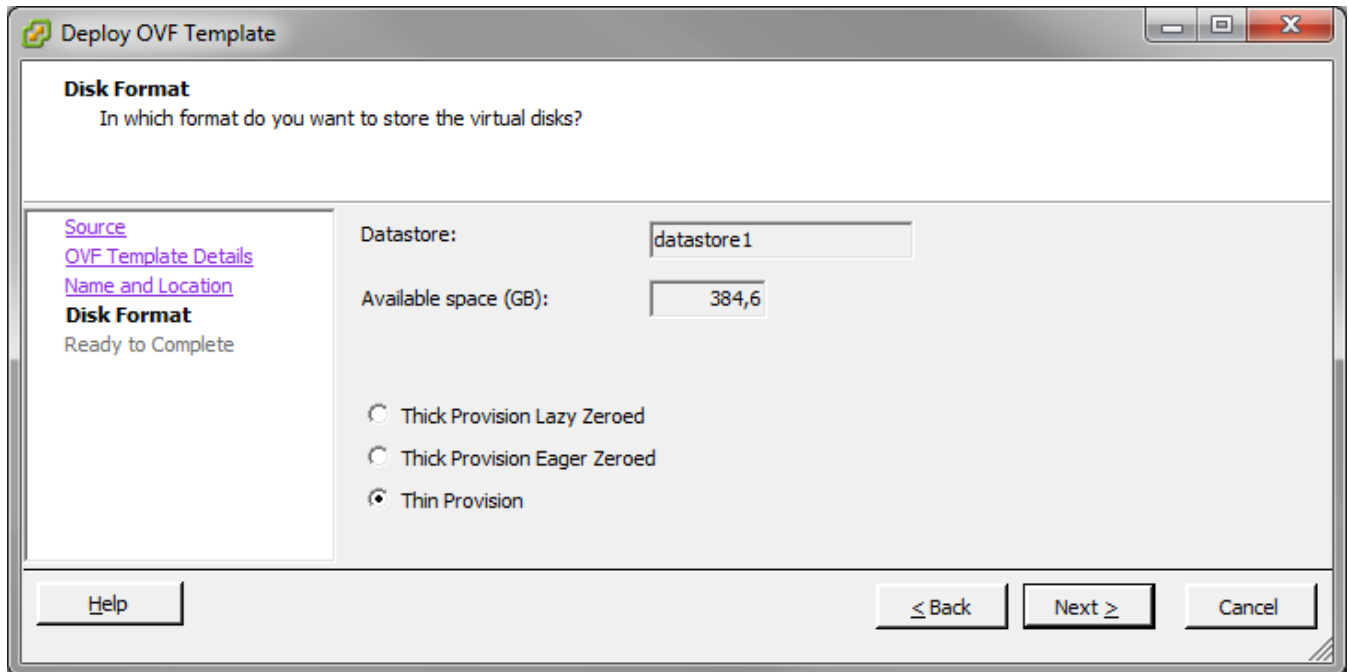 Deploy OVF Template
Disk Format
In which format do you want to store the virtual disks?
Source
OVF Template Details
Name and Location
Disk Format
Ready to Complete
Datastore:
datastore1
Available space (GB):
384,6
Thick Provision Lazy Zeroed
Thick Provision Eager Zeroed
Thin Provision
Help
< Back
Next >
Cancel